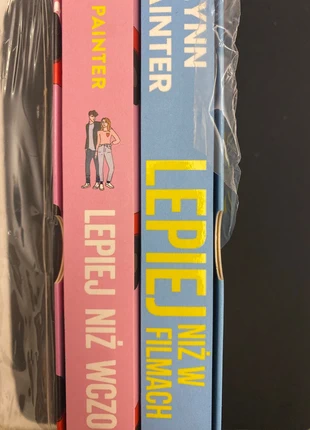 PAINTER
LEPIEJ NIŻ WCZO
YNN
AINTER
LEPIEJ
NIŻ W
FILMACH